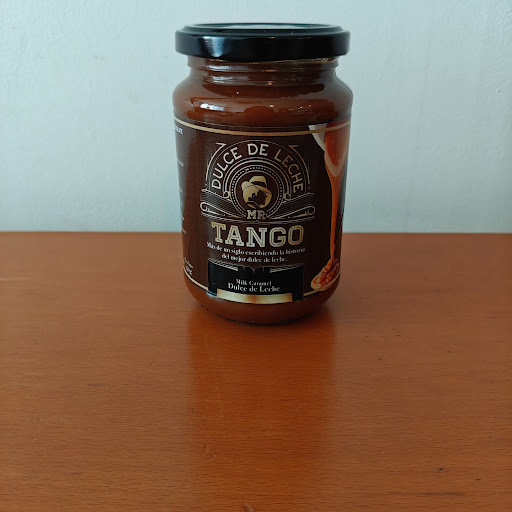 DULCE DE LECHE
MR
TANGO
Más de un siglo escribiendo la historia
del mejor dulce de leche.
Milk Caramel
Dulce de Leche